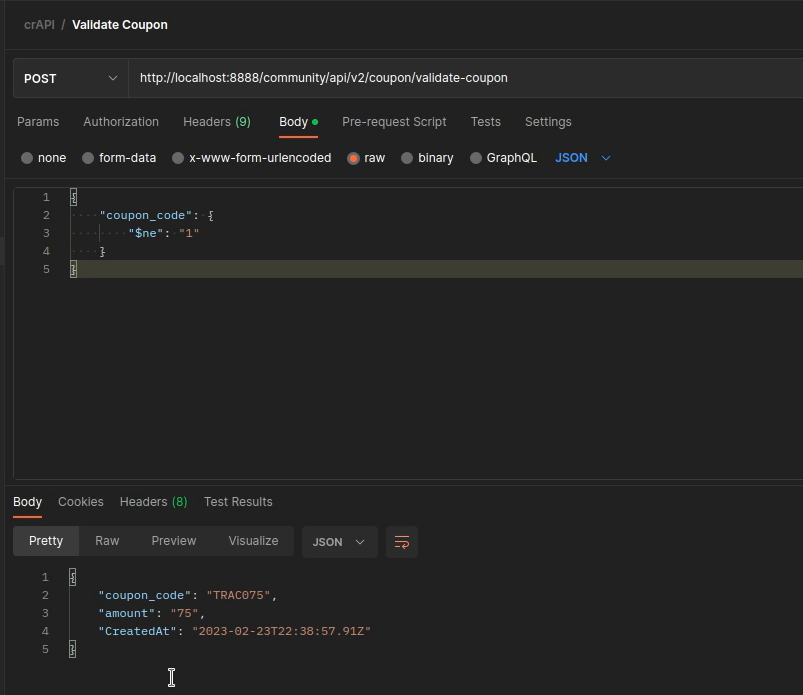 crAPI / Validate Coupon
POST http://localhost:8888/community/api/v2/coupon/validate-coupon
Params Authorization Headers (9) Body Pre-request Script Tests Settings
none form-data x-www-form-urlencoded raw binary GraphQL JSON
1 {
2 "coupon_code": {
3 "$ne": "1"
4 }
5 }
Body Cookies Headers (8) Test Results
Pretty Raw Preview Visualize JSON
1 {
2 "coupon_code": "TRAC075",
3 "amount": "75",
4 "CreatedAt": "2023-02-23T22:38:57.91Z"
5 }